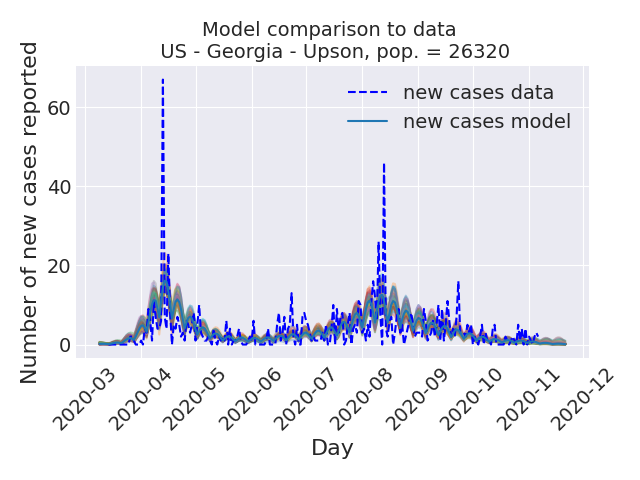 Model comparison to data
US - Georgia - Upson, pop. = 26320
Number of new cases reported
60
40
20
0
new cases data
new cases model
2020-03
2020-04
2020-05
2020-06
2020-07
2020-08
2020-09
2020-10
2020-11
2020-12
Day